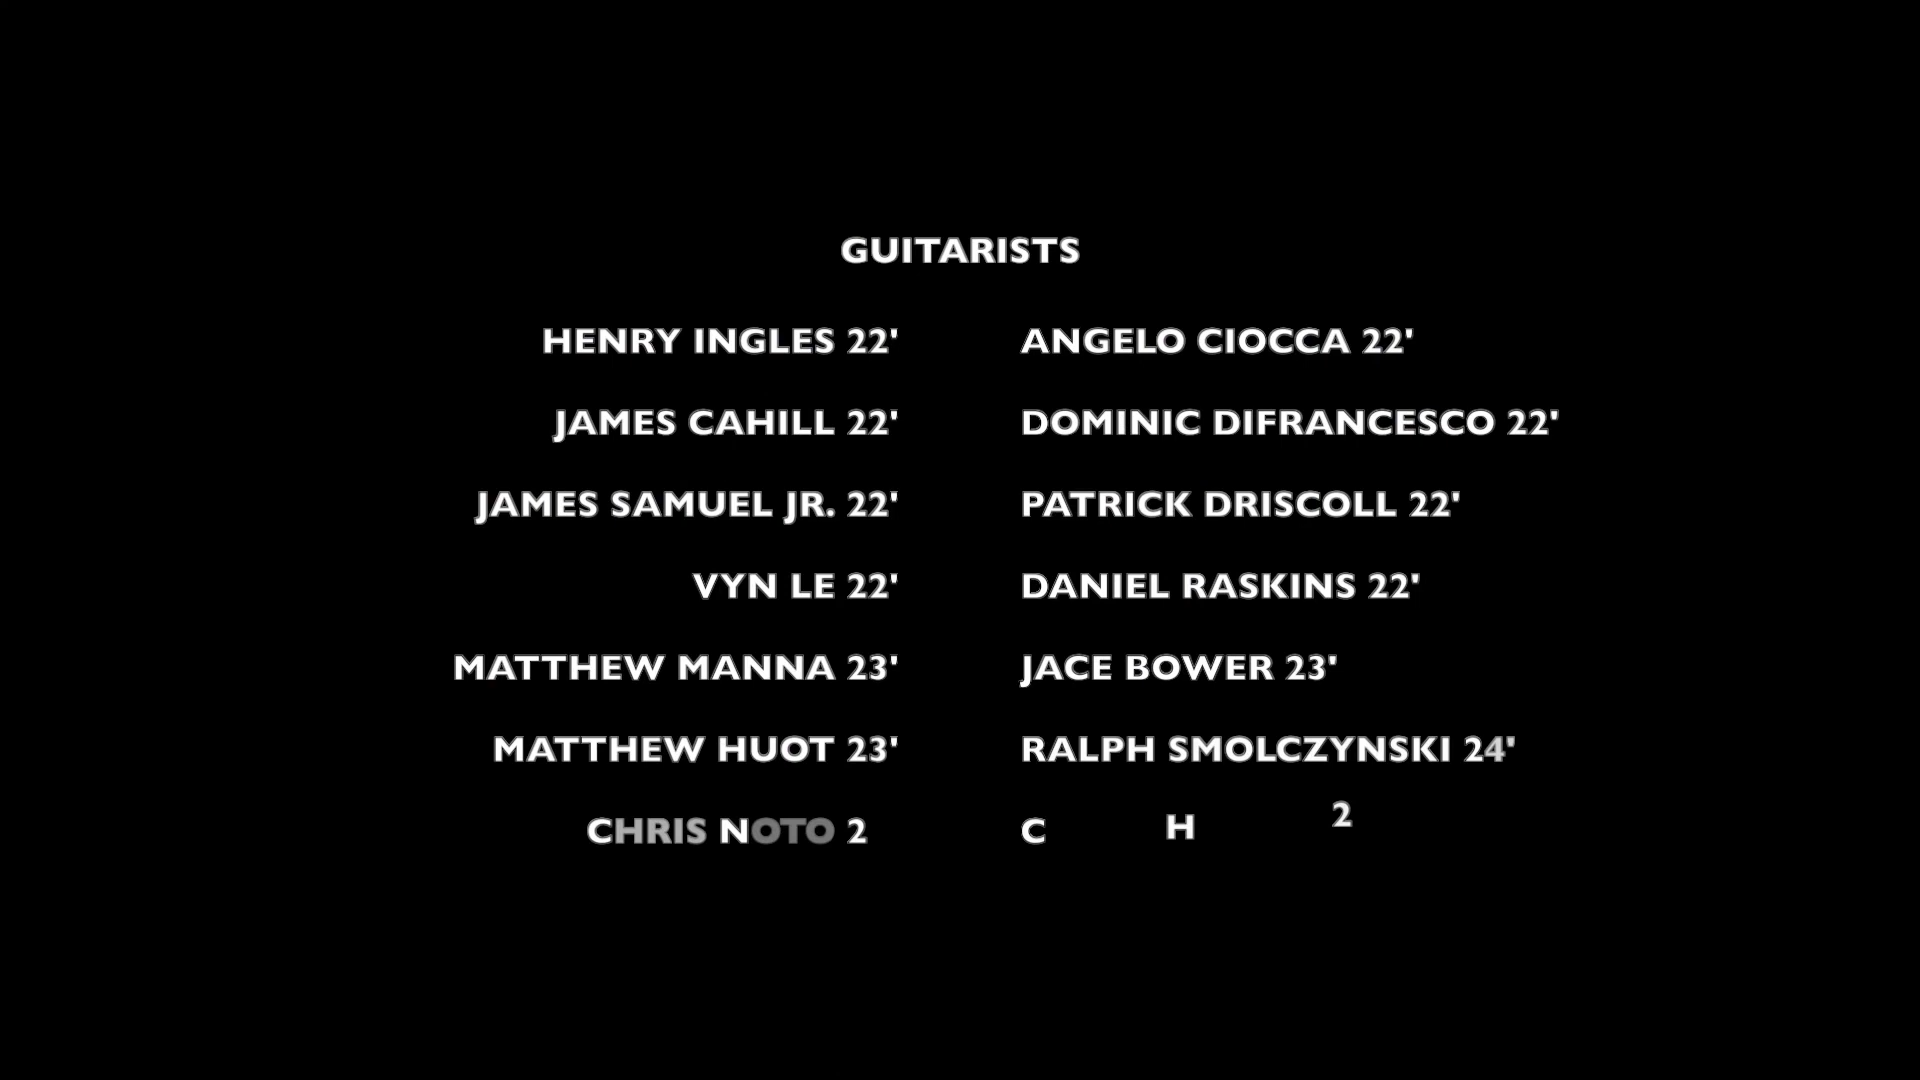 GUITARISTS
HENRY INGLES 22' ANGELO CIOCCA 22'
JAMES CAHILL 22' DOMINIC DIFRANCESCO 22'
JAMES SAMUEL JR. 22' PATRICK DRISCOLL 22'
VYN LE 22' DANIEL RASKINS 22'
MATTHEW MANNA 23' JACE BOWER 23'
MATTHEW HUOT 23' RALPH SMOLCZYNSKI 24'
CHRIS NOTO 2 C H 2